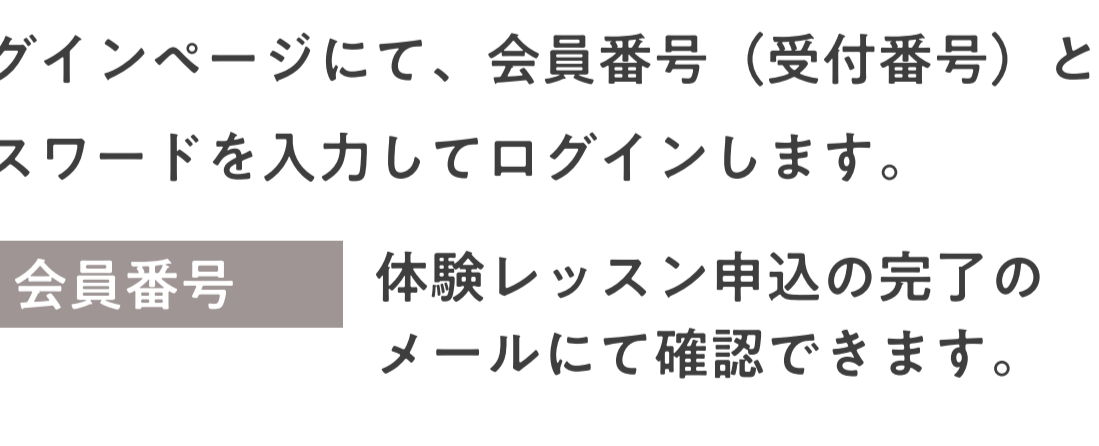 グインページにて、会員番号（受付番号）と
スワードを入力してログインします。
会員番号
体験レッスン申込の完了の
メールにて確認できます。